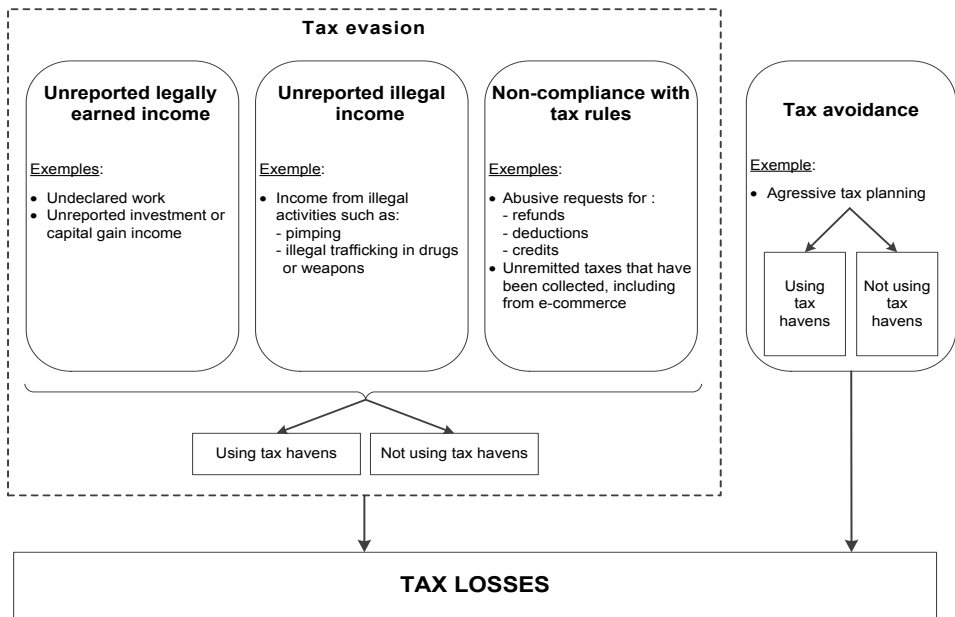 Tax evasion
Unreported legally
earned income
Exemples:
• Undeclared work
• Unreported investment or
capital gain income
Unreported illegal
income
Exemple:
• Income from illegal
activities such as:
- pimping
- illegal trafficking in drugs
or weapons
Non-compliance with
tax rules
Exemples:
• Abusive requests for :
- refunds
- deductions
- credits
• Unremitted taxes that have
been collected, including
from e-commerce
Using tax havens
Not using tax havens
Tax avoidance
Exemple:
• Agressive tax planning
Using
tax
havens
Not using
tax
havens
TAX LOSSES